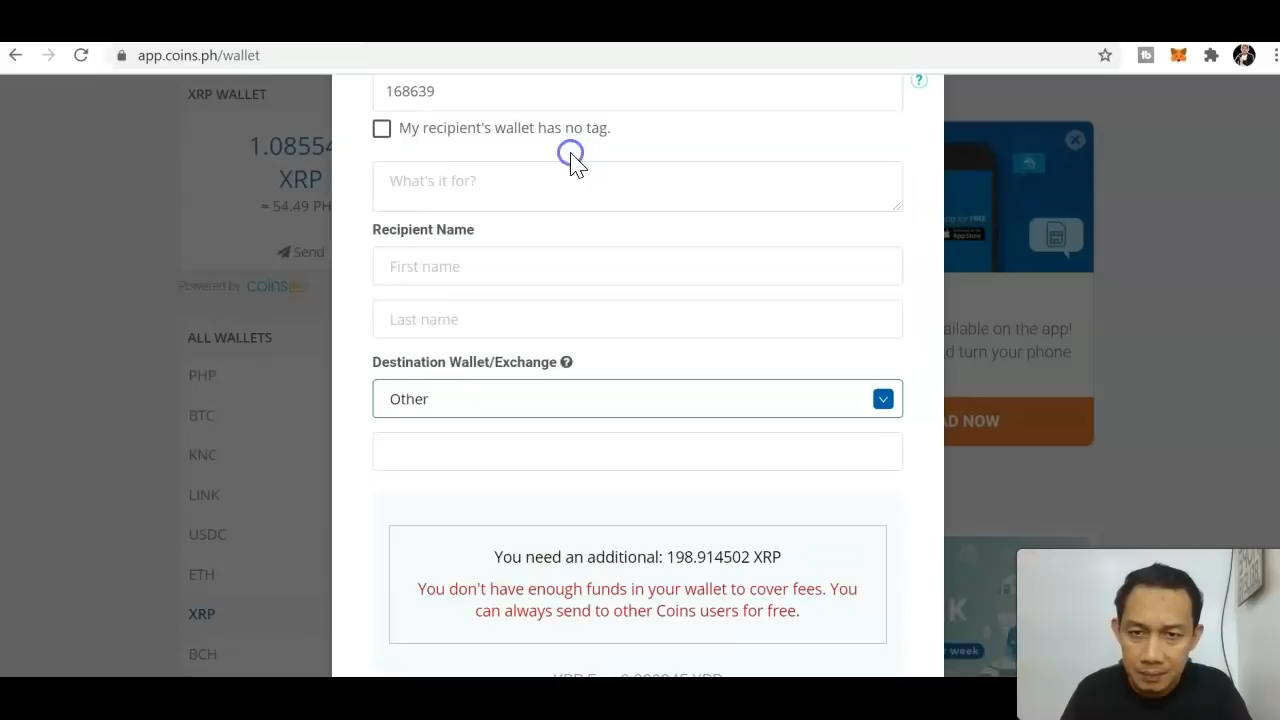 app.coins.ph/wallet
XRP WALLET
1.08554
XRP
≈ 54.49 PH
Send
Powered by coins.ph
ALL WALLETS
PHP
BTC
KNC
LINK
USDC
ETH
XRP
BCH
168639
?
My recipient's wallet has no tag.
What's it for?
Recipient Name
First name
Last name
Destination Wallet/Exchange
Other
You need an additional: 198.914502 XRP
You don't have enough funds in your wallet to cover fees. You
can always send to other Coins users for free.
App Store
ailable on the app!
d turn your phone
AD NOW
K
week